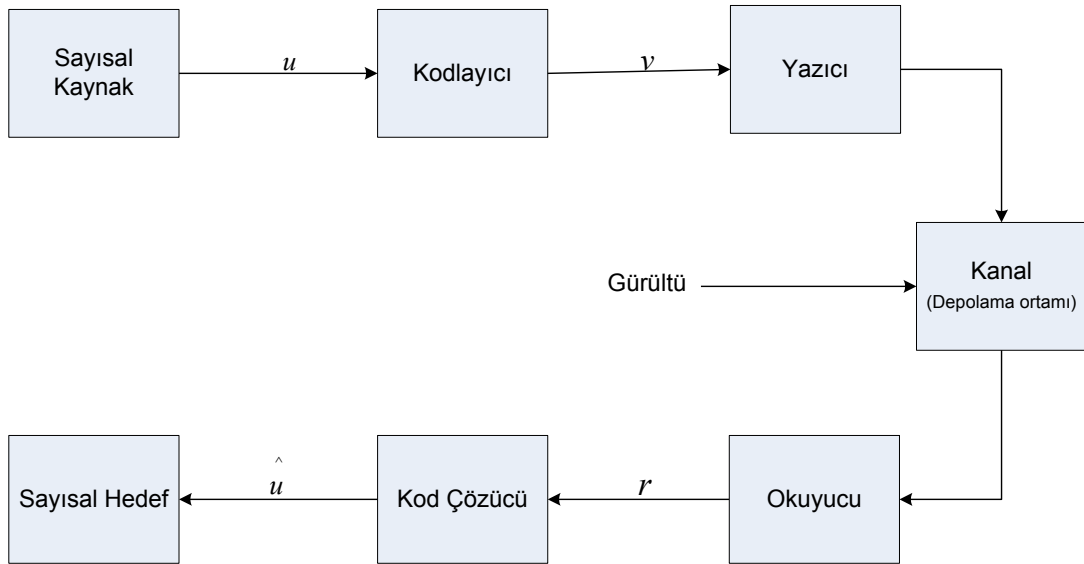 Sayısal
Kaynak
u
Kodlayıcı
v
Yazıcı
Gürültü
Kanal
(Depolama ortamı)
Sayısal Hedef
^
u
Kod Çözücü
r
Okuyucu